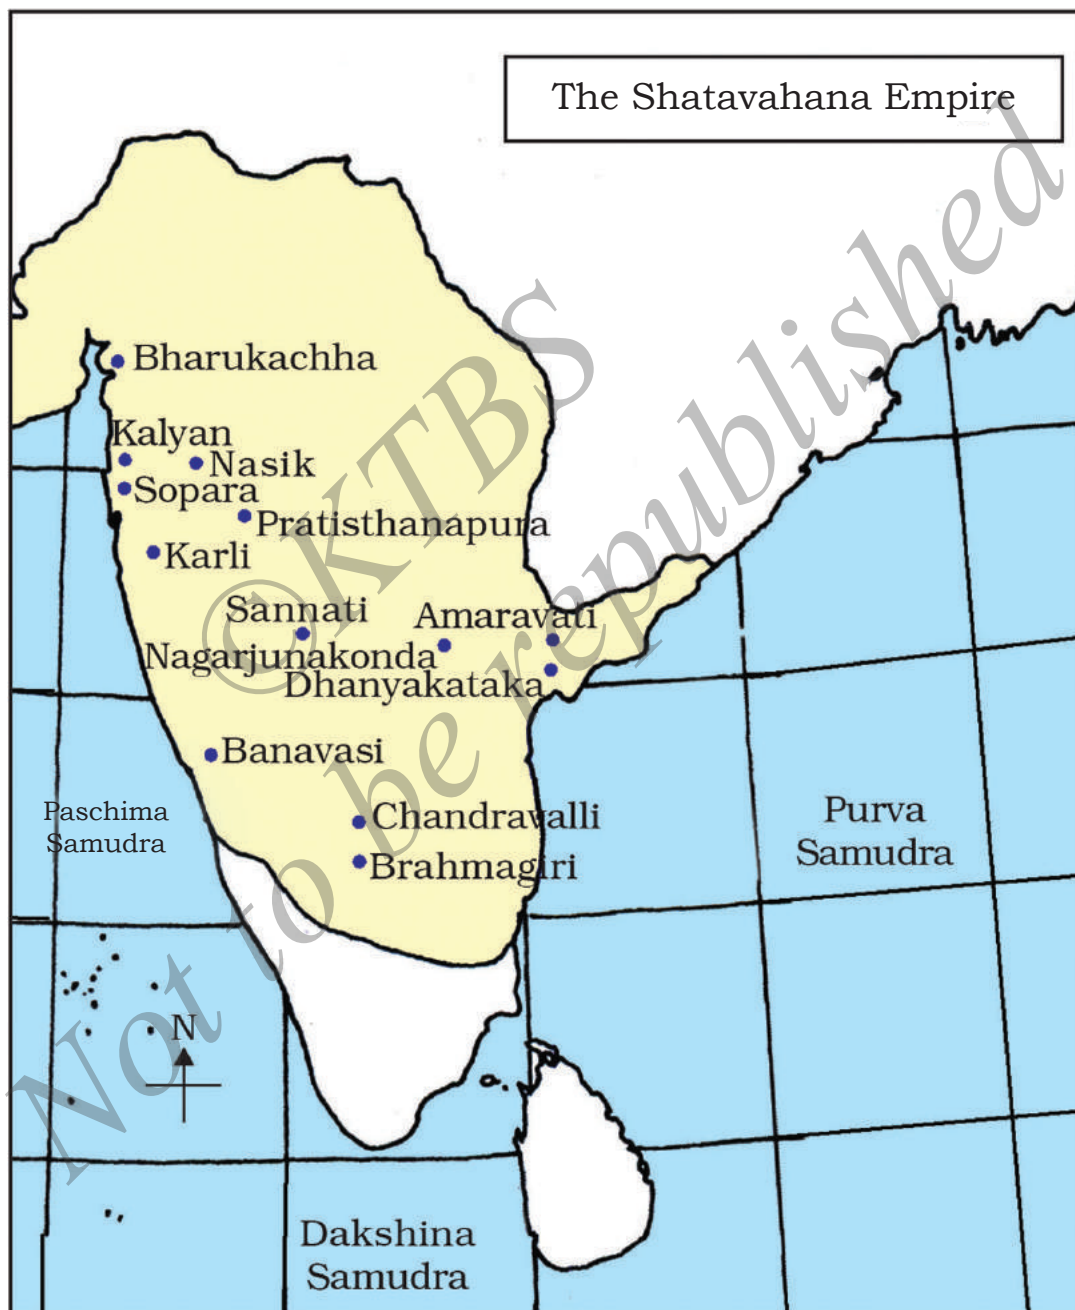 The Shatavahana Empire
Bharukachha
Kalyan
Nasik
Sopara
Pratisthanapura
Karli
Sannati
Amaravati
Nagarjunakonda
Dhanyakataka
Banavasi
Chandravalli
Brahmagiri
Paschima
Samudra
Purva
Samudra
N
Dakshina
Samudra
©KTBS
Not to be republished